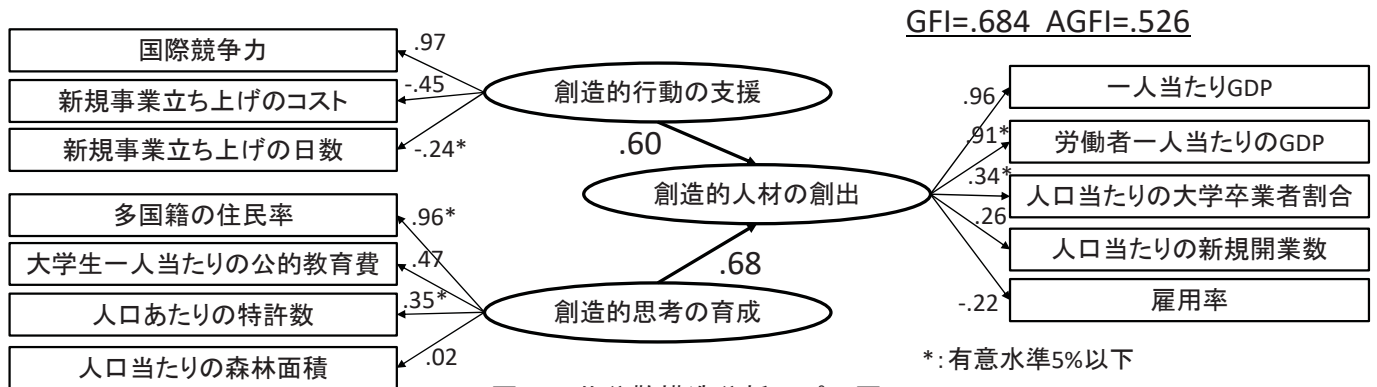 GFI=.684 AGFI=.526
国際競争力
.97
新規事業立ち上げのコスト
-.45
新規事業立ち上げの日数
-.24*
創造的行動の支援
.60
多国籍の住民率
.96*
大学生一人当たりの公的教育費
.47
人口あたりの特許数
.35*
人口当たりの森林面積
.02
創造的思考の育成
.68
創造的人材の創出
一人当たりGDP
.96
労働者一人当たりのGDP
.91*
人口当たりの大学卒業者割合
.34*
人口当たりの新規開業数
.26
雇用率
-.22
*:有意水準5%以下